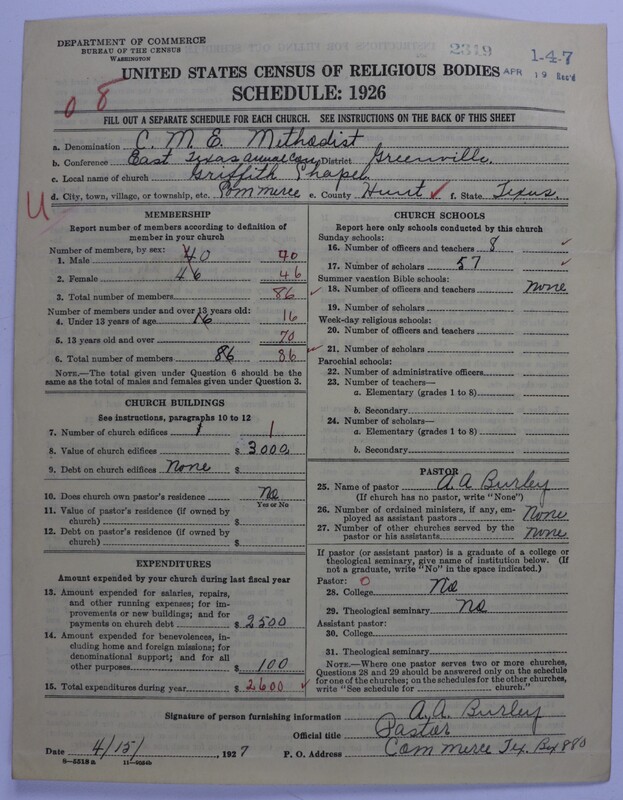 DEPARTMENT OF COMMERCE
BUREAU OF THE CENSUS
WASHINGTON
2319
1-4-7
APR 19 Rec'd
UNITED STATES CENSUS OF RELIGIOUS BODIES
SCHEDULE: 1926
08
FILL OUT A SEPARATE SCHEDULE FOR EACH CHURCH. SEE INSTRUCTIONS ON THE BACK OF THIS SHEET
a. Denomination C. M. E. Methodist
b. Conference East Texas Annual Con District Greenville
c. Local name of church Griffith Chapel
d. City, town, village, or township, etc. Commerce e. County Hunt ✓ f. State Texas
U
MEMBERSHIP
Report number of members according to definition of member in your church
Number of members, by sex:
1. Male 40 40
2. Female 46 46
3. Total number of members 86 ✓
Number of members under and over 13 years old:
4. Under 13 years of age 16 16
5. 13 years old and over 70
6. Total number of members 86 86 ✓
NOTE.—The total given under Question 6 should be the same as the total of males and females given under Question 3.
CHURCH BUILDINGS
See instructions, paragraphs 10 to 12
7. Number of church edifices 1 1
8. Value of church edifices $ 3000
9. Debt on church edifices None $
10. Does church own pastor's residence No
Yes or No
11. Value of pastor's residence (if owned by church) $
12. Debt on pastor's residence (if owned by church) $
EXPENDITURES
Amount expended by your church during last fiscal year
13. Amount expended for salaries, repairs, and other running expenses; for improvements or new buildings; and for payments on church debt $ 2500
14. Amount expended for benevolences, including home and foreign missions; for denominational support; and for all other purposes $ 100
15. Total expenditures during year $ 2600 ✓
CHURCH SCHOOLS
Report here only schools conducted by this church
Sunday schools:
16. Number of officers and teachers 8 ✓
17. Number of scholars 57 ✓
Summer vacation Bible schools:
18. Number of officers and teachers None
19. Number of scholars
Week-day religious schools:
20. Number of officers and teachers
21. Number of scholars
Parochial schools:
22. Number of administrative officers
23. Number of teachers—
a. Elementary (grades 1 to 8)
b. Secondary
24. Number of scholars—
a. Elementary (grades 1 to 8)
b. Secondary
PASTOR
25. Name of pastor A. A. Burley
(If church has no pastor, write "None")
26. Number of ordained ministers, if any, employed as assistant pastors None
27. Number of other churches served by the pastor or his assistants None
If pastor (or assistant pastor) is a graduate of a college or theological seminary, give name of institution below. (If not a graduate, write "No" in the space indicated.)
Pastor: 0
28. College No
29. Theological seminary No
Assistant pastor:
30. College
31. Theological seminary
NOTE.—Where one pastor serves two or more churches, Questions 28 and 29 should be answered only on the schedule for one of the churches; on the schedules for the other churches, write "See schedule for church."
Signature of person furnishing information A. A. Burley
Official title Pastor
Date 4/15/ 1927 P. O. Address Commerce Tex. Box 880
8—5518a 11—9034b